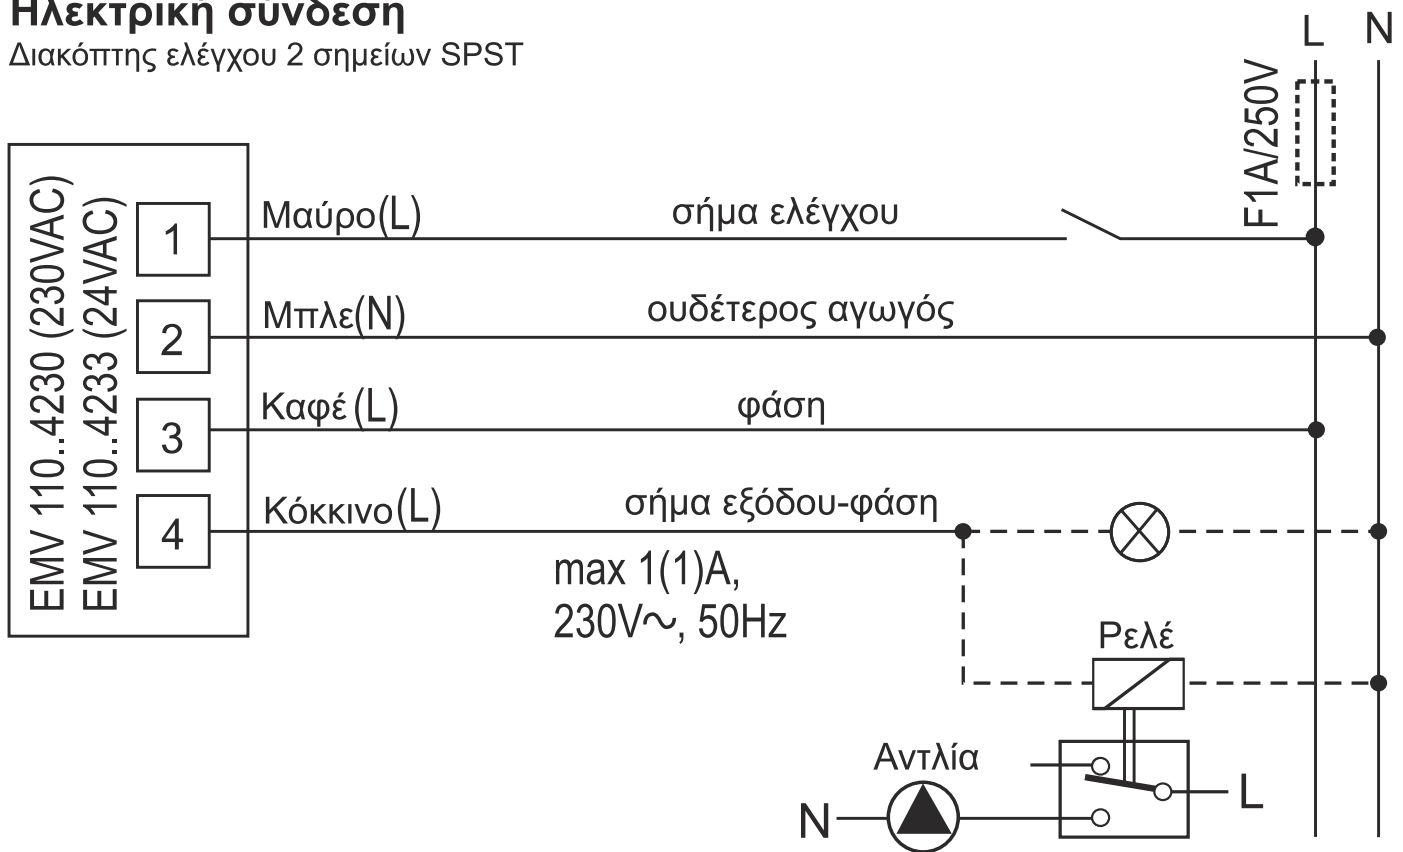 Ηλεκτρική σύνδεση
Διακόπτης ελέγχου 2 σημείων SPST
L N
F1A/250V
EMV 110..4230 (230VAC)
EMV 110..4233 (24VAC)
1 Μαύρο(L) σήμα ελέγχου
2 Μπλε(N) ουδέτερος αγωγός
3 Καφέ (L) φάση
4 Κόκκινο(L) σήμα εξόδου-φάση
max 1(1)A,
230V~, 50Hz
Ρελέ
Αντλία
N L